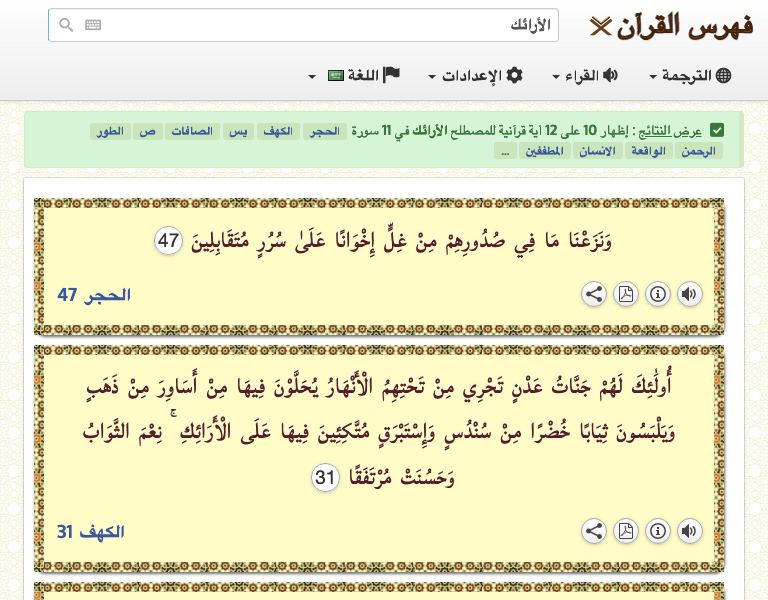 فهرس القرآن
الأرائك
الترجمة القراء الإعدادات اللغة
عرض النتائج : إظهار 10 على 12 آية قرآنية للمصطلح الأرائك في 11 سورة الحجر الكهف يس الصافات ص الطور
الرحمن الواقعة الانسان المطففين ...
وَنَزَعْنَا مَا فِي صُدُورِهِمْ مِنْ غِلٍّ إِخْوَانًا عَلَىٰ سُرُرٍ مُتَقَابِلِينَ 47
الحجر 47
أُولَٰئِكَ لَهُمْ جَنَّاتُ عَدْنٍ تَجْرِي مِنْ تَحْتِهِمُ الْأَنْهَارُ يُحَلَّوْنَ فِيهَا مِنْ أَسَاوِرَ مِنْ ذَهَبٍ
وَيَلْبَسُونَ ثِيَابًا خُضْرًا مِنْ سُنْدُسٍ وَإِسْتَبْرَقٍ مُتَّكِئِينَ فِيهَا عَلَى الْأَرَائِكِ ۚ نِعْمَ الثَّوَابُ
وَحَسُنَتْ مُرْتَفَقًا 31
الكهف 31